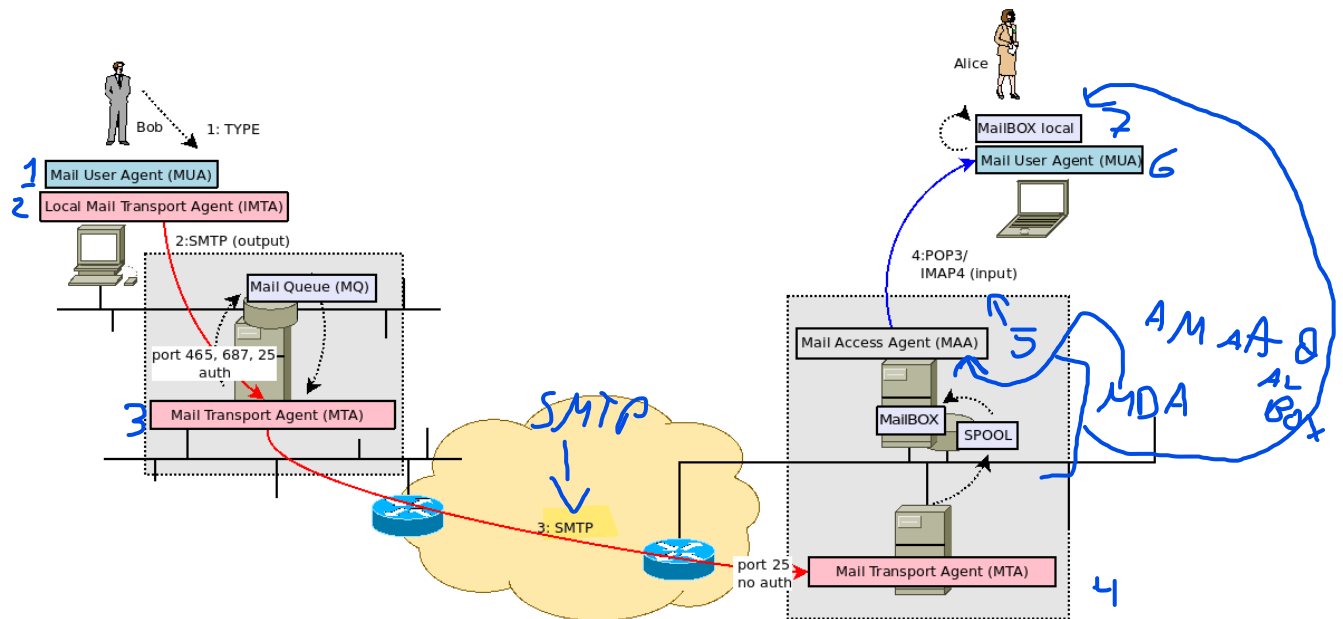 Alice
Bob
1: TYPE
MailBOX local
7
1
Mail User Agent (MUA)
Mail User Agent (MUA)
6
2
Local Mail Transport Agent (lMTA)
2:SMTP (output)
4:POP3/
IMAP4 (input)
Mail Queue (MQ)
5
Mail Access Agent (MAA)
port 465, 687, 25
auth
MDA
AL
BOX
3
Mail Transport Agent (MTA)
SMTP
MailBOX
SPOOL
3: SMTP
port 25
no auth
Mail Transport Agent (MTA)
4